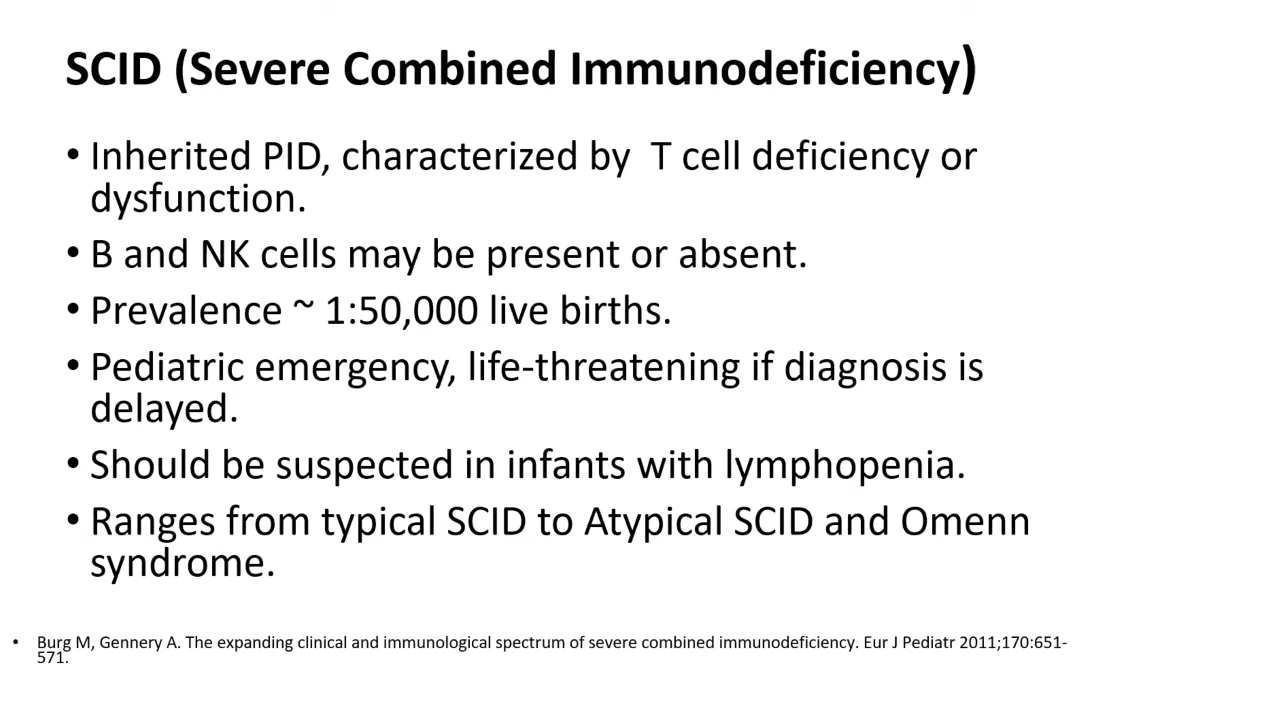 SCID (Severe Combined Immunodeficiency)
• Inherited PID, characterized by  T cell deficiency or
dysfunction.
• B and NK cells may be present or absent.
• Prevalence ~ 1:50,000 live births.
• Pediatric emergency, life-threatening if diagnosis is
delayed.
• Should be suspected in infants with lymphopenia.
• Ranges from typical SCID to Atypical SCID and Omenn
syndrome.
• Burg M, Gennery A. The expanding clinical and immunological spectrum of severe combined immunodeficiency. Eur J Pediatr 2011;170:651-
571.